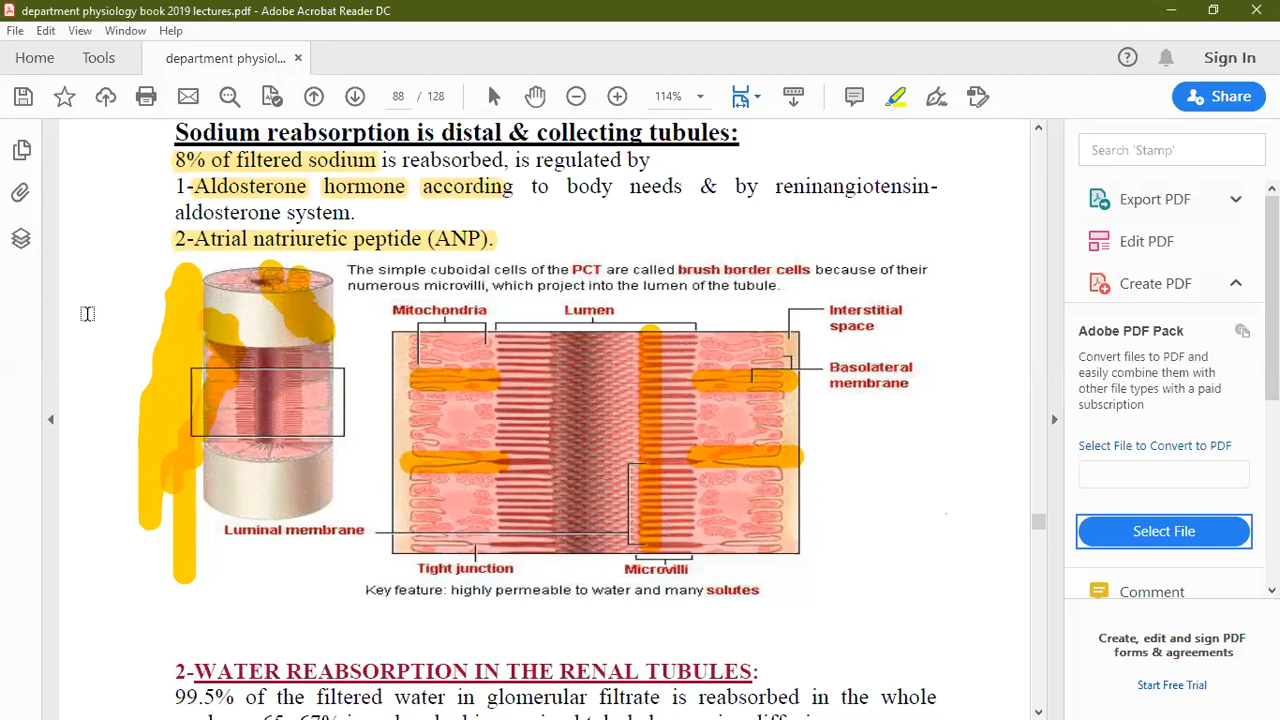 department physiology book 2019 lectures.pdf - Adobe Acrobat Reader DC
File Edit View Window Help
Home Tools department physiol... × Sign In
88 / 128 114% Share
Sodium reabsorption is distal & collecting tubules:
8% of filtered sodium is reabsorbed, is regulated by
1-Aldosterone hormone according to body needs & by reninangiotensin-
aldosterone system.
2-Atrial natriuretic peptide (ANP).
The simple cuboidal cells of the PCT are called brush border cells because of their
numerous microvilli, which project into the lumen of the tubule.
Mitochondria Lumen Interstitial
space
Basolateral
membrane
Luminal membrane
Tight junction Microvilli
Key feature: highly permeable to water and many solutes
2-WATER REABSORPTION IN THE RENAL TUBULES:
99.5% of the filtered water in glomerular filtrate is reabsorbed in the whole
Search 'Stamp'
Export PDF
Edit PDF
Create PDF
Adobe PDF Pack
Convert files to PDF and
easily combine them with
other file types with a paid
subscription
Select File to Convert to PDF
Select File
Comment
Create, edit and sign PDF
forms & agreements
Start Free Trial